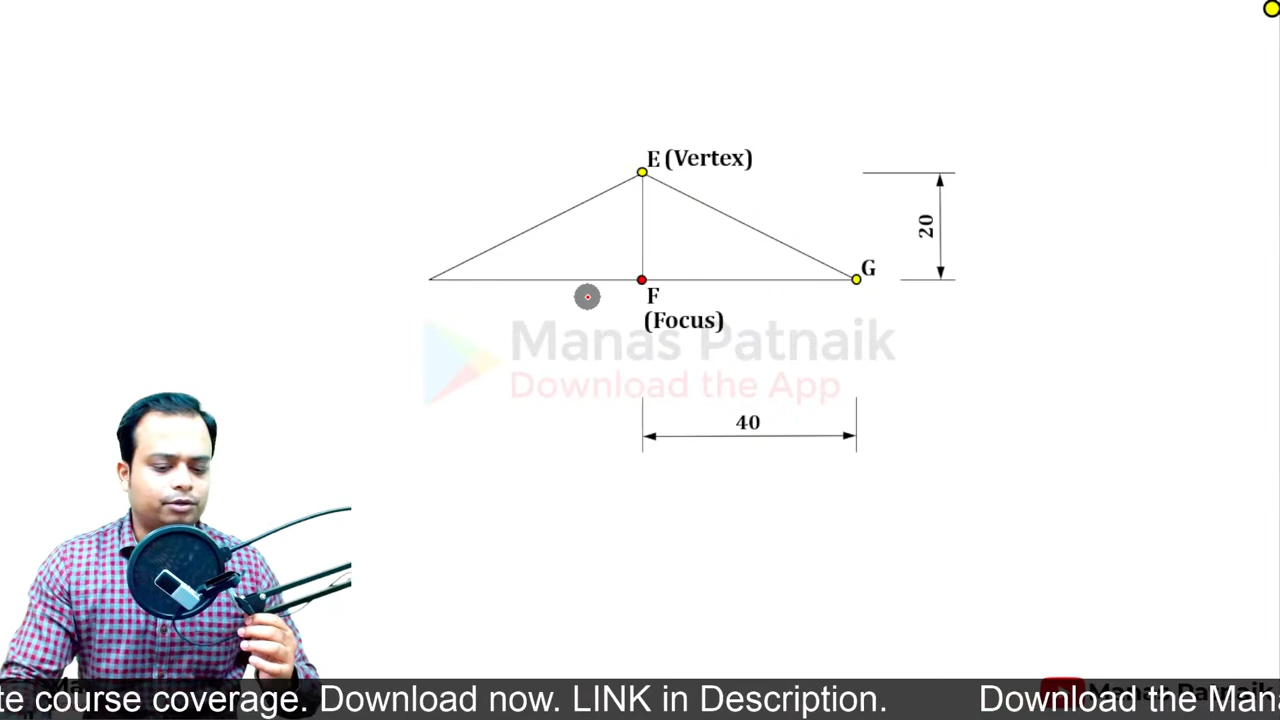 E (Vertex)
20
G
F
(Focus)
Manas Patnaik
Download the App
40
te course coverage. Download now. LINK in Description. Download the Mana